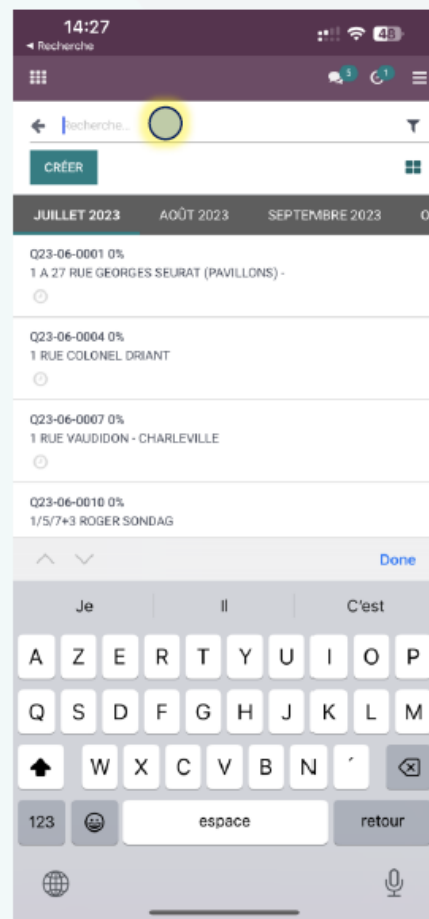 14:27
48
◄ Recherche
5 1
Recherche...
CRÉER
JUILLET 2023 AOÛT 2023 SEPTEMBRE 2023 O
Q23-06-0001 0%
1 A 27 RUE GEORGES SEURAT (PAVILLONS) -
Q23-06-0004 0%
1 RUE COLONEL DRIANT
Q23-06-0007 0%
1 RUE VAUDIDON - CHARLEVILLE
Q23-06-0010 0%
1/5/7+3 ROGER SONDAG
Done
Je Il C'est
A Z E R T Y U I O P
Q S D F G H J K L M
W X C V B N ´
123 espace retour